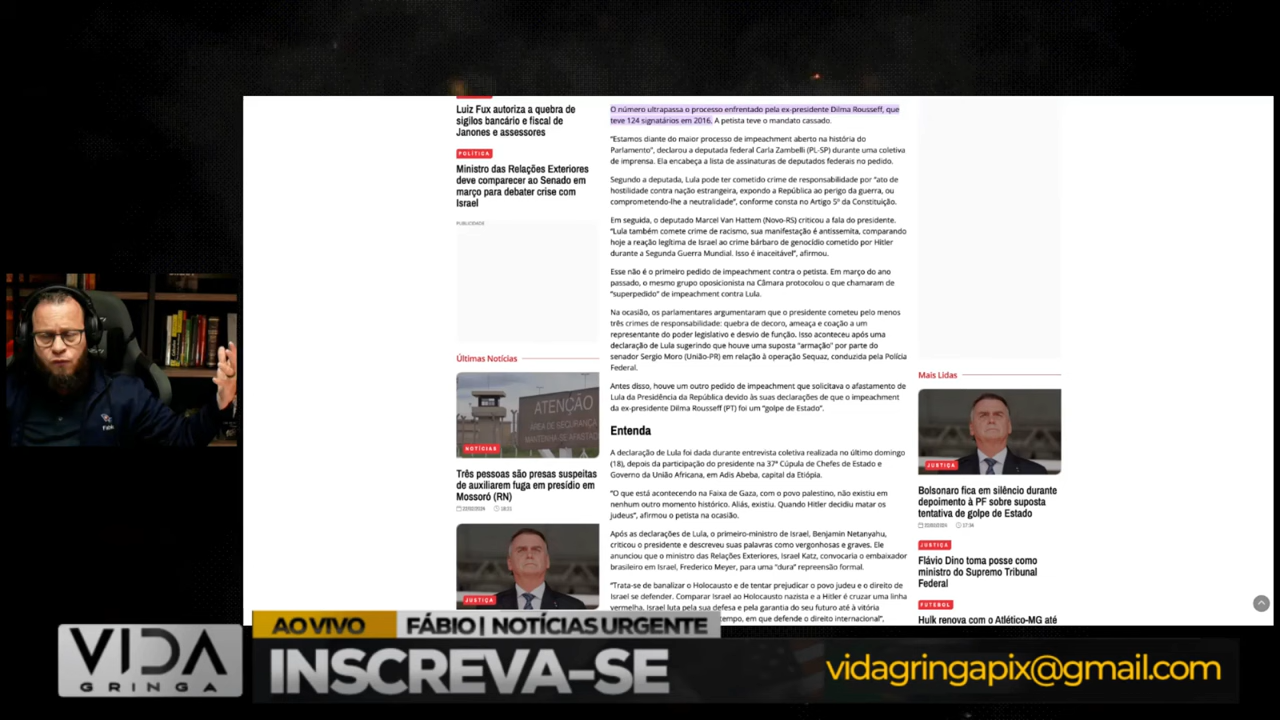 Luiz Fux autoriza a quebra de
sigilos bancário e fiscal de
Janones e assessores
POLÍTICA
Ministro das Relações Exteriores
deve comparecer ao Senado em
março para debater crise com
Israel
PUBLICIDADE
Últimas Notícias
ATENÇÃO
ÁREA DE SEGURANÇA
MANTENHA-SE AFASTADO
NOTÍCIAS
Três pessoas são presas suspeitas
de auxiliarem fuga em presídio em
Mossoró (RN)
JUSTIÇA
O número ultrapassa o processo enfrentado pela ex-presidente Dilma Rousseff, que
teve 124 signatários em 2016. A petista teve o mandato cassado.
“Estamos diante do maior processo de impeachment aberto na história do
Parlamento”, declarou a deputada federal Carla Zambelli (PL-SP) durante uma coletiva
de imprensa. Ela encabeça a lista de assinaturas de deputados federais no pedido.
Segundo a deputada, Lula pode ter cometido crime de responsabilidade por “ato de
hostilidade contra nação estrangeira, expondo a República ao perigo da guerra, ou
comprometendo-lhe a neutralidade”, conforme consta no Artigo 5º da Constituição.
Em seguida, o deputado Marcel Van Hattem (Novo-RS) criticou a fala do presidente.
“Lula também comete crime de racismo, sua manifestação é antissemita, comparando
hoje a reação legítima de Israel ao crime bárbaro de genocídio cometido por Hitler
durante a Segunda Guerra Mundial. Isso é inaceitável”, afirmou.
Esse não é o primeiro pedido de impeachment contra o petista. Em março do ano
passado, o mesmo grupo oposicionista na Câmara protocolou o que chamaram de
“superpedido” de impeachment contra Lula.
Na ocasião, os parlamentares argumentaram que o presidente cometeu pelo menos
três crimes de responsabilidade: quebra de decoro, ameaça e coação a um
representante do poder legislativo e desvio de função. Isso aconteceu após uma
declaração de Lula sugerindo que houve uma suposta “armação” por parte do
senador Sergio Moro (União-PR) em relação à operação Sequaz, conduzida pela Polícia
Federal.
Antes disso, houve um outro pedido de impeachment que solicitava o afastamento de
Lula da Presidência da República devido às suas declarações de que o impeachment
da ex-presidente Dilma Rousseff (PT) foi um “golpe de Estado”.
Entenda
A declaração de Lula foi dada durante entrevista coletiva realizada no último domingo
(18), depois da participação do presidente na 37ª Cúpula de Chefes de Estado e
Governo da União Africana, em Adis Abeba, capital da Etiópia.
“O que está acontecendo na Faixa de Gaza, com o povo palestino, não existiu em
nenhum outro momento histórico. Aliás, existiu. Quando Hitler decidiu matar os
judeus”, afirmou o petista na ocasião.
Após as declarações de Lula, o primeiro-ministro de Israel, Benjamin Netanyahu,
criticou o presidente e descreveu suas palavras como vergonhosas e graves. Ele
anunciou que o ministro das Relações Exteriores, Israel Katz, convocaria o embaixador
brasileiro em Israel, Frederico Meyer, para uma “dura” repreensão formal.
“Trata-se de banalizar o Holocausto e de tentar prejudicar o povo judeu e o direito de
Israel se defender. Comparar Israel ao Holocausto nazista e a Hitler é cruzar uma linha
vermelha. Israel luta pela sua defesa e pela garantia do seu futuro até à vitória
tempo, em que defende o direito internacional”,
Mais Lidas
JUSTIÇA
Bolsonaro fica em silêncio durante
depoimento à PF sobre suposta
tentativa de golpe de Estado
JUSTIÇA
Flávio Dino toma posse como
ministro do Supremo Tribunal
Federal
FUTEBOL
Hulk renova com o Atlético-MG até
AO VIVO
FÁBIO | NOTÍCIAS URGENTE
VIDA
GRINGA
INSCREVA-SE
vidagringapix@gmail.com